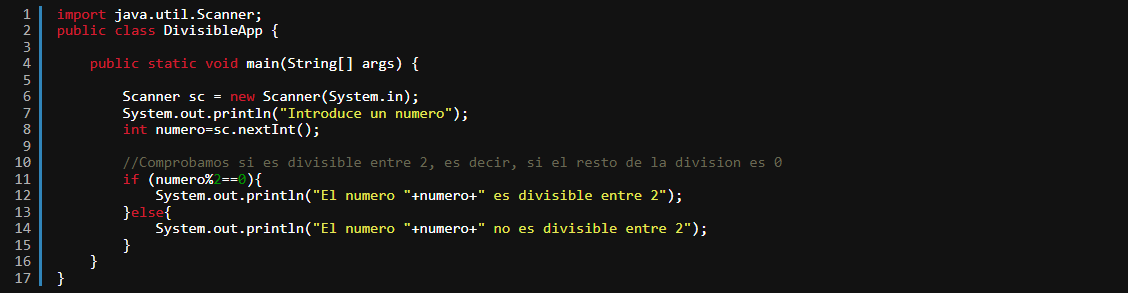 1 import java.util.Scanner;
2 public class DivisibleApp {
3
4     public static void main(String[] args) {
5
6         Scanner sc = new Scanner(System.in);
7         System.out.println("Introduce un numero");
8         int numero=sc.nextInt();
9
10         //Comprobamos si es divisible entre 2, es decir, si el resto de la division es 0
11         if (numero%2==0){
12             System.out.println("El numero "+numero+" es divisible entre 2");
13         }else{
14             System.out.println("El numero "+numero+" no es divisible entre 2");
15         }
16     }
17 }